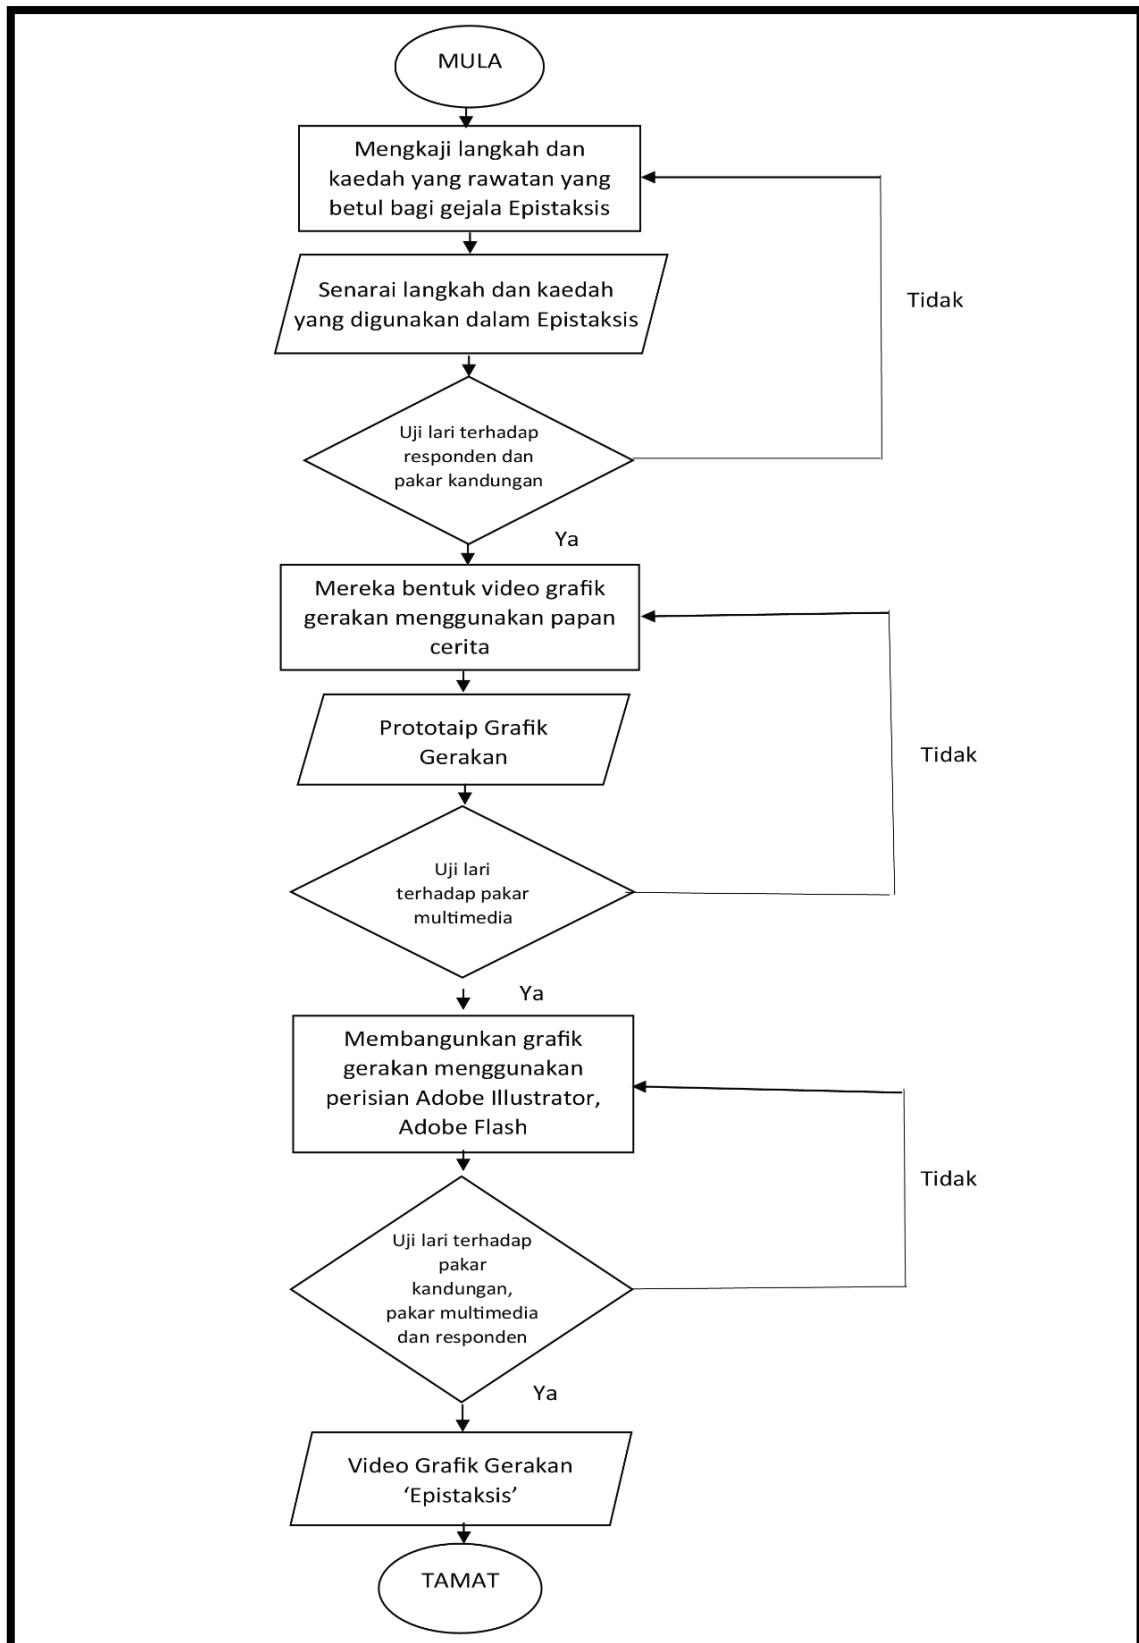 MULA
Mengkaji langkah dan
kaedah yang rawatan yang
betul bagi gejala Epistaksis
Senarai langkah dan kaedah
yang digunakan dalam Epistaksis
Tidak
Uji lari terhadap
responden dan
pakar kandungan
Ya
Mereka bentuk video grafik
gerakan menggunakan papan
cerita
Prototaip Grafik
Gerakan
Tidak
Uji lari
terhadap pakar
multimedia
Ya
Membangunkan grafik
gerakan menggunakan
perisian Adobe Illustrator,
Adobe Flash
Tidak
Uji lari terhadap
pakar
kandungan,
pakar multimedia
dan responden
Ya
Video Grafik Gerakan
‘Epistaksis’
TAMAT